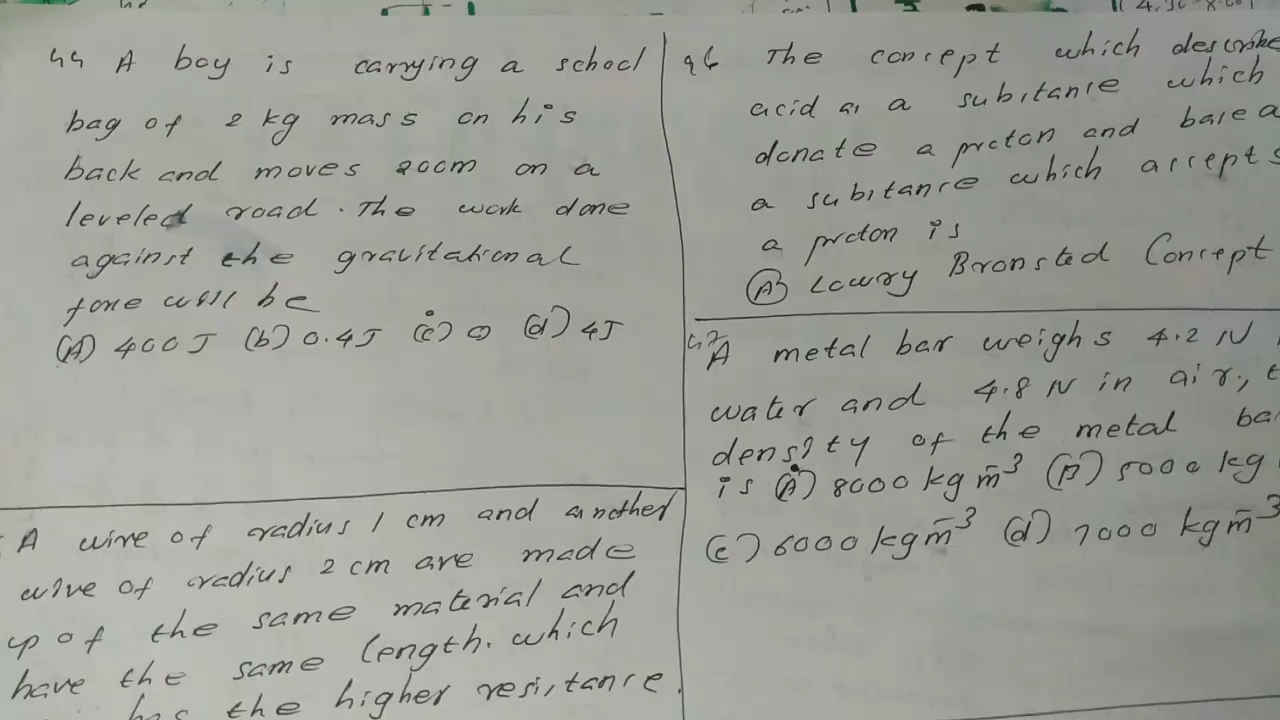 44 A boy is carrying a school
bag of 2 kg mass on his
back and moves 200m on a
leveled road. The work done
against the gravitational
force will be
(A) 400J (b) 0.4J (c) 0 (d) 4J
A wire of radius 1 cm and another
wire of radius 2 cm are made
up of the same material and
have the same length. which
has the higher resistance.
46 The concept which describe
acid as a substance which
donate a proton and base a
a substance which accepts
a proton is
(A) Lowry Bronsted Concept
47 A metal bar weighs 4.2 N
water and 4.8 N in air,
density of the metal ba
is (A) 8000 kg m̄³ (B) 5000 kg
(c) 6000 kg m̄³ (d) 7000 kg m̄³